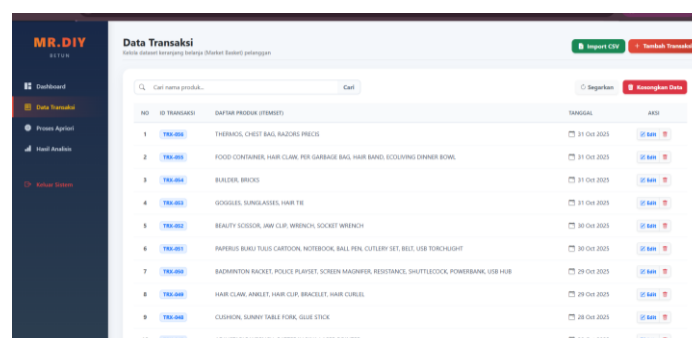 MR.DIY
BETUN
Dashboard
Data Transaksi
Proses Apriori
Hasil Analisis
Keluar Sistem
Data Transaksi
Kelola dataset keranjang belanja (Market Basket) pelanggan
Import CSV
+ Tambah Transaksi
Cari nama produk...
Cari
Segarkan
Kosongkan Data
NO ID TRANSAKSI DAFTAR PRODUK (ITEMSET) TANGGAL AKSI
1 TRX-056 THERMOS, CHEST BAG, RAZORS PRECIS 31 Oct 2025 Edit
2 TRX-055 FOOD CONTAINER, HAIR CLAW, PER GARBAGE BAG, HAIR BAND, ECOLIVING DINNER BOWL 31 Oct 2025 Edit
3 TRX-054 BUILDER, BRICKS 31 Oct 2025 Edit
4 TRX-053 GOGGLES, SUNGLASSES, HAIR TIE 31 Oct 2025 Edit
5 TRX-052 BEAUTY SCISSOR, JAW CLIP, WRENCH, SOCKET WRENCH 30 Oct 2025 Edit
6 TRX-051 PAPERUS BUKU TULIS CARTOON, NOTEBOOK, BALL PEN, CUTLERY SET, BELT, USB TORCHLIGHT 30 Oct 2025 Edit
7 TRX-050 BADMINTON RACKET, POLICE PLAYSET, SCREEN MAGNIFER, RESISTANCE, SHUTTLECOCK, POWERBANK, USB HUB 29 Oct 2025 Edit
8 TRX-049 HAIR CLAW, ANKLET, HAIR CLIP, BRACELET, HAIR CURLEL 29 Oct 2025 Edit
9 TRX-048 CUSHION, SUNNY TABLE FORK, GLUE STICK 28 Oct 2025 Edit